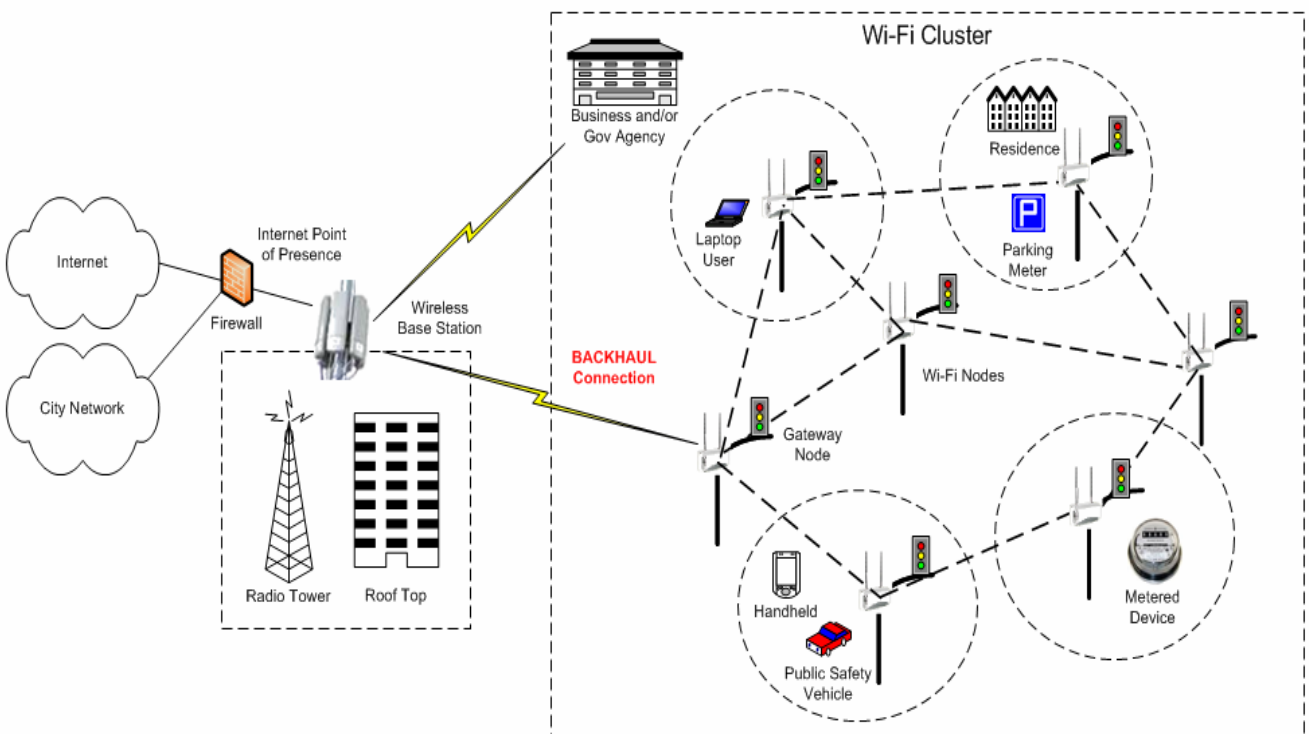 Wi-Fi Cluster
Business and/or
Gov Agency
Residence
Laptop
User
Parking
Meter
Internet
Internet Point
of Presence
Firewall
Wireless
Base Station
BACKHAUL
Connection
Wi-Fi Nodes
City Network
Gateway
Node
Radio Tower
Roof Top
Handheld
Public Safety
Vehicle
Metered
Device
P